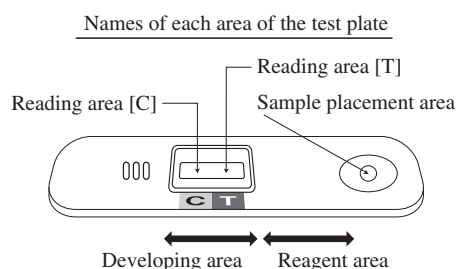 Names of each area of the test plate
Reading area [T]
Reading area [C]
Sample placement area
C T
Developing area
Reagent area